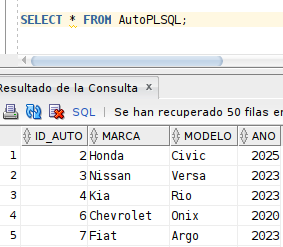 SELECT * FROM AutoPLSQL;
Resultado de la Consulta x
SQL | Se han recuperado 50 filas en
ID_AUTO MARCA MODELO ANO
1 2 Honda Civic 2025
2 3 Nissan Versa 2023
3 4 Kia Rio 2023
4 6 Chevrolet Onix 2020
5 7 Fiat Argo 2023